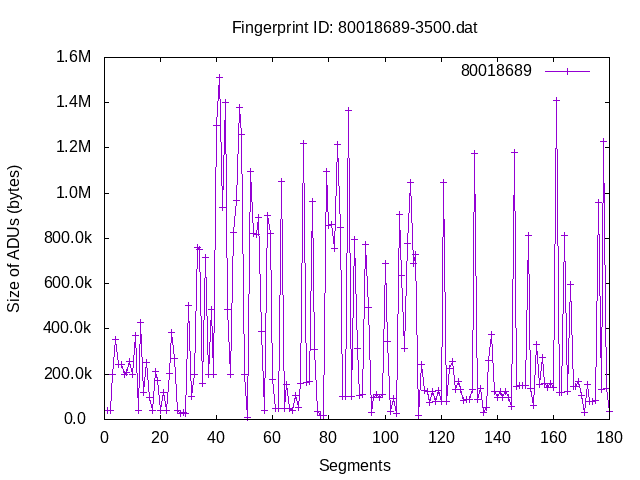 Fingerprint ID: 80018689-3500.dat
80018689
1.6M
1.4M
1.2M
1.0M
800.0k
600.0k
400.0k
200.0k
0.0
Size of ADUs (bytes)
0 20 40 60 80 100 120 140 160 180
Segments